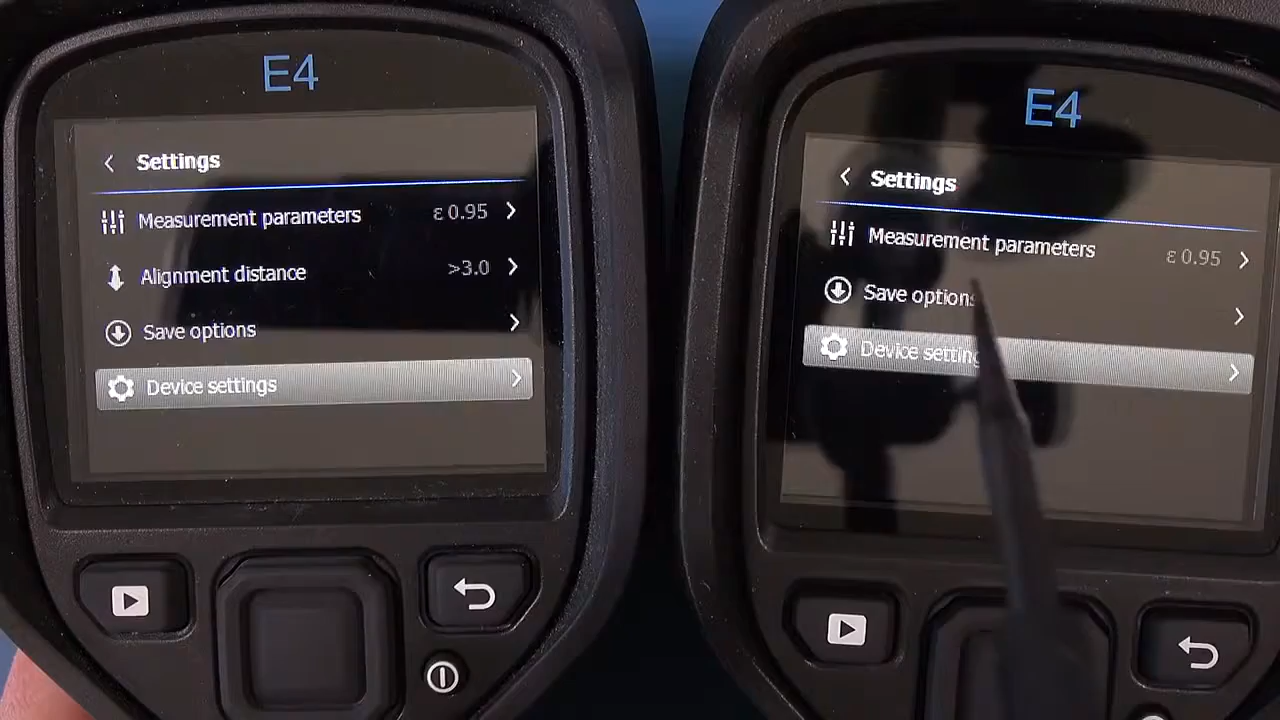 E4
Settings
Measurement parameters ε 0.95
Alignment distance >3.0
Save options
Device settings
E4
Settings
Measurement parameters ε 0.95
Save options
Device setting